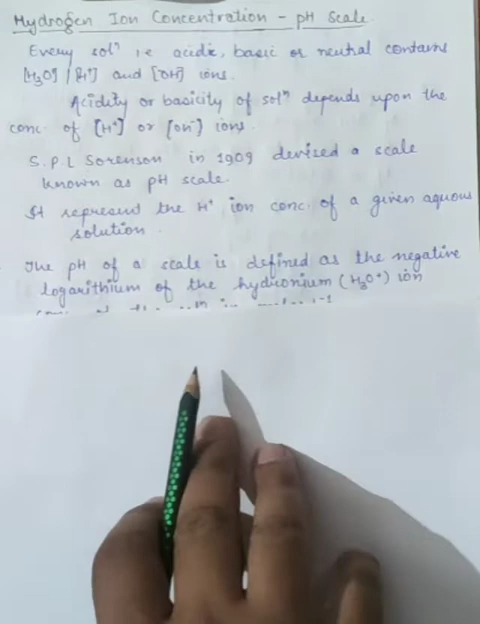 Hydrogen Ion Concentration - pH Scale
Every solⁿ i.e acidic, basic or neutral contains
[H₃O⁺] / [H⁺] and [OH⁻] ions.
Acidity or basicity of solⁿ depends upon the
conc. of [H⁺] or [OH⁻] ions.
S.P.L Sorenson in 1909 devised a scale
known as pH scale.
It represent the H⁺ ion conc. of a given aqueous
solution.
The pH of a scale is defined as the negative
logarithium of the hydronium (H₃O⁺) ion